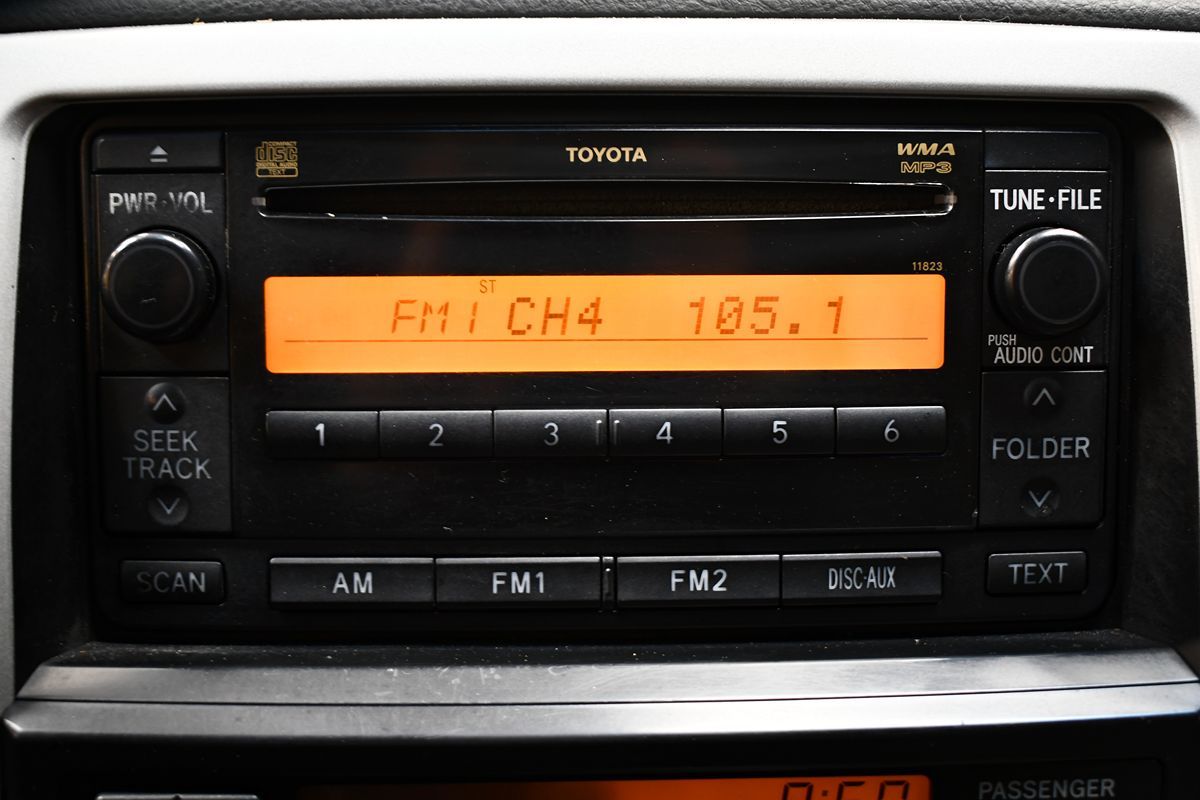 COMPACT
disc
DIGITAL AUDIO
TEXT
TOYOTA
WMA
MP3
PWR·VOL
TUNE·FILE
11823
ST
FM1 CH4 105.1
PUSH
AUDIO CONT
1 2 3 4 5 6
SEEK
TRACK
FOLDER
SCAN
AM
FM1
FM2
DISC·AUX
TEXT
PASSENGER